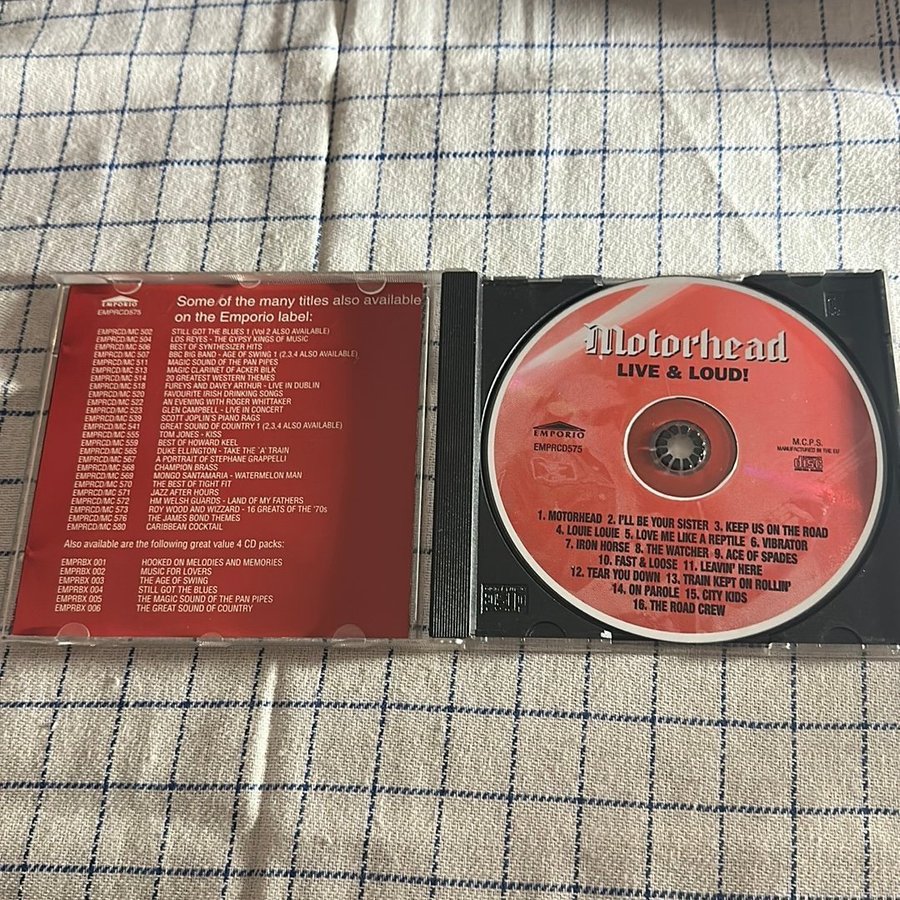 EMPORIO
EMPRCD575
Some of the many titles also available
on the Emporio label:
EMPRCD/MC 502 STILL GOT THE BLUES 1 (Vol 2 ALSO AVAILABLE)
EMPRCD/MC 504 LOS REYES - THE GYPSY KINGS OF MUSIC
EMPRCD/MC 506 BEST OF SYNTHESIZER HITS
EMPRCD/MC 507 BBC BIG BAND - AGE OF SWING 1 (2,3,4 ALSO AVAILABLE)
EMPRCD/MC 511 MAGIC SOUND OF THE PAN PIPES
EMPRCD/MC 513 MAGIC CLARINET OF ACKER BILK
EMPRCD/MC 514 20 GREATEST WESTERN THEMES
EMPRCD/MC 518 FUREYS AND DAVEY ARTHUR - LIVE IN DUBLIN
EMPRCD/MC 520 FAVOURITE IRISH DRINKING SONGS
EMPRCD/MC 522 AN EVENING WITH ROGER WHITTAKER
EMPRCD/MC 523 GLEN CAMPBELL - LIVE IN CONCERT
EMPRCD/MC 539 SCOTT JOPLIN'S PIANO RAGS
EMPRCD/MC 541 GREAT SOUND OF COUNTRY 1 (2,3,4 ALSO AVAILABLE)
EMPRCD/MC 555 TOM JONES - KISS
EMPRCD/MC 559 BEST OF HOWARD KEEL
EMPRCD/MC 565 DUKE ELLINGTON - TAKE THE 'A' TRAIN
EMPRCD/MC 567 A PORTRAIT OF STEPHANE GRAPPELLI
EMPRCD/MC 568 CHAMPION BRASS
EMPRCD/MC 569 MONGO SANTAMARIA - WATERMELON MAN
EMPRCD/MC 570 THE BEST OF TIGHT FIT
EMPRCD/MC 571 JAZZ AFTER HOURS
EMPRCD/MC 572 HM WELSH GUARDS - LAND OF MY FATHERS
EMPRCD/MC 573 ROY WOOD AND WIZZARD - 16 GREATS OF THE '70s
EMPRCD/MC 576 THE JAMES BOND THEMES
EMPRCD/MC 580 CARIBBEAN COCKTAIL
Also available are the following great value 4 CD packs:
EMPRBX 001 HOOKED ON MELODIES AND MEMORIES
EMPRBX 002 MUSIC FOR LOVERS
EMPRBX 003 THE AGE OF SWING
EMPRBX 004 STILL GOT THE BLUES
EMPRBX 005 THE MAGIC SOUND OF THE PAN PIPES
EMPRBX 006 THE GREAT SOUND OF COUNTRY
Motorhead
LIVE & LOUD!
EMPORIO
EMPRCD575
M.C.P.S.
MANUFACTURED IN THE EU
disc
1. MOTORHEAD 2. I'LL BE YOUR SISTER 3. KEEP US ON THE ROAD
4. LOUIE LOUIE 5. LOVE ME LIKE A REPTILE 6. VIBRATOR
7. IRON HORSE 8. THE WATCHER 9. ACE OF SPADES
10. FAST & LOOSE 11. LEAVIN' HERE
12. TEAR YOU DOWN 13. TRAIN KEPT ON ROLLIN'
14. ON PAROLE 15. CITY KIDS
16. THE ROAD CREW